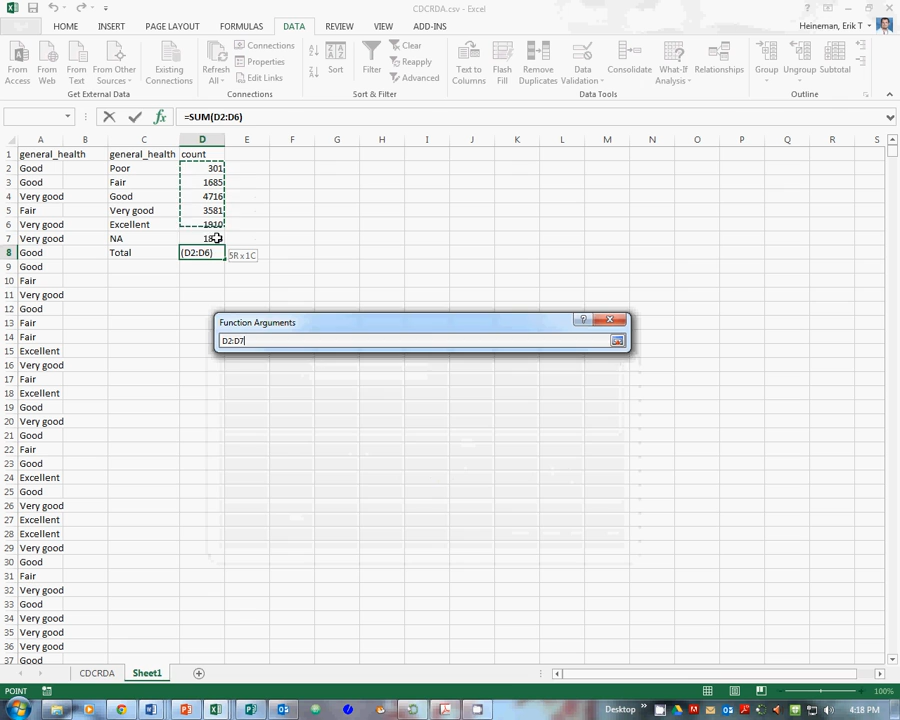 CDCRDA.csv - Excel
HOME INSERT PAGE LAYOUT FORMULAS DATA REVIEW VIEW ADD-INS
Heineman, Erik T
From Access
From Web
From Text
From Other Sources
Existing Connections
Refresh All
Connections
Properties
Edit Links
Sort
Filter
Clear
Reapply
Advanced
Text to Columns
Flash Fill
Remove Duplicates
Data Validation
Consolidate
What-If Analysis
Relationships
Group
Ungroup
Subtotal
Get External Data Connections Sort & Filter Data Tools Outline
fx =SUM(D2:D6)
A B C D E F G H I J K L M N O P Q R S
1 general_health general_health count
2 Good Poor 301
3 Good Fair 1685
4 Very good Good 4716
5 Fair Very good 3581
6 Very good Excellent 1910
7 Very good NA
8 Good Total (D2:D6) 5R x 1C
9 Good
10 Fair
11 Very good
12 Good
Function Arguments
13 Fair
D2:D7
14 Fair
15 Excellent
16 Very good
17 Fair
18 Excellent
19 Good
20 Very good
21 Good
22 Fair
23 Good
24 Excellent
25 Good
26 Very good
27 Excellent
28 Excellent
29 Very good
30 Good
31 Fair
32 Very good
33 Good
34 Very good
35 Very good
36 Very good
37 Good
CDCRDA Sheet1
POINT 100%
Desktop 4:18 PM